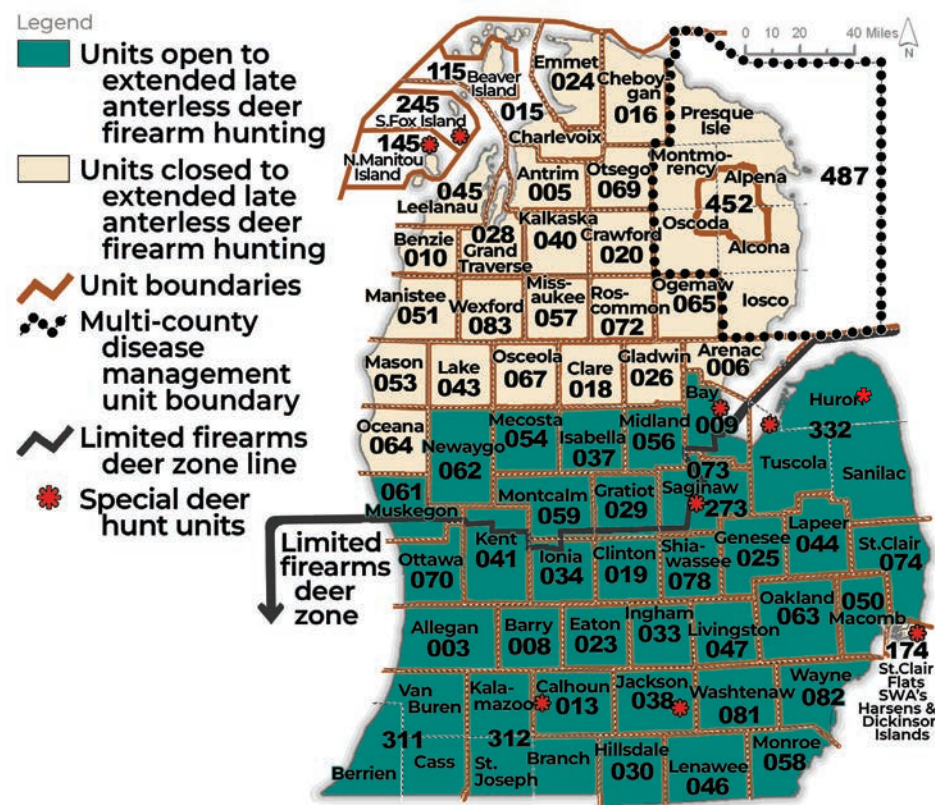 Legend
Units open to
extended late
anterless deer
firearm hunting
Units closed to
extended late
anterless deer
firearm hunting
Unit boundaries
Multi-county
disease
management
unit boundary
Limited firearms
deer zone line
Special deer
hunt units
0 10 20 40 Miles
N
115
Beaver
Island
015
Charlevoix
Emmet
024
Cheboy
gan
016
245
S.Fox Island
145
N.Manitou
Island
Presque
Isle
487
Montmo-
rency
Alpena
452
Oscoda
Alcona
045
Leelanau
Antrim
005
Otsego
069
Benzie
010
028
Grand
Traverse
Kalkaska
040
Crawford
020
Manistee
051
Wexford
083
Miss-
aukee
057
Ros-
common
072
Ogemaw
065
Iosco
Mason
053
Lake
043
Osceola
067
Clare
018
Gladwin
026
Arenac
006
Oceana
064
Newaygo
062
Mecosta
054
Isabella
037
Midland
056
Bay
009
Huron
332
Tuscola
Sanilac
061
Muskegon
Montcalm
059
Gratiot
029
073
Saginaw
273
Limited
firearms
deer
zone
Ottawa
070
Kent
041
Ionia
034
Clinton
019
Shia-
wassee
078
Genesee
025
Lapeer
044
St.Clair
074
Allegan
003
Barry
008
Eaton
023
Ingham
033
Livingston
047
Oakland
063
050
Macomb
174
St.Clair
Flats
SWA's
Harsens &
Dickinson
Islands
Van
Buren
311
Berrien
Cass
Kala-
mazoo
312
St.
Joseph
Branch
Calhoun
013
Jackson
038
Washtenaw
081
Wayne
082
Hillsdale
030
Lenawee
046
Monroe
058